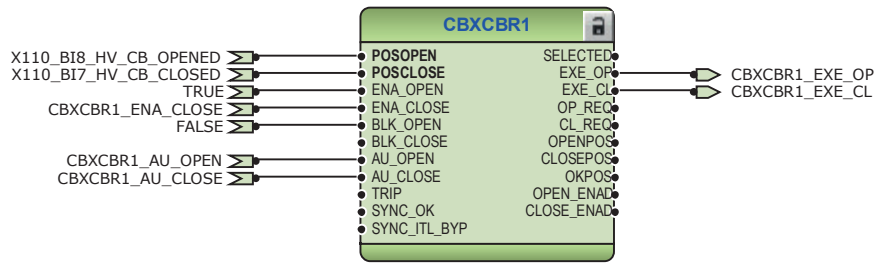 CBXCBR1
X110_BI8_HV_CB_OPENED POSOPEN SELECTED
X110_BI7_HV_CB_CLOSED POSCLOSE EXE_OP CBXCBR1_EXE_OP
TRUE ENA_OPEN EXE_CL CBXCBR1_EXE_CL
CBXCBR1_ENA_CLOSE ENA_CLOSE OP_REQ
FALSE BLK_OPEN CL_REQ
BLK_CLOSE OPENPOS
CBXCBR1_AU_OPEN AU_OPEN CLOSEPOS
CBXCBR1_AU_CLOSE AU_CLOSE OKPOS
TRIP OPEN_ENAD
SYNC_OK CLOSE_ENAD
SYNC_ITL_BYP